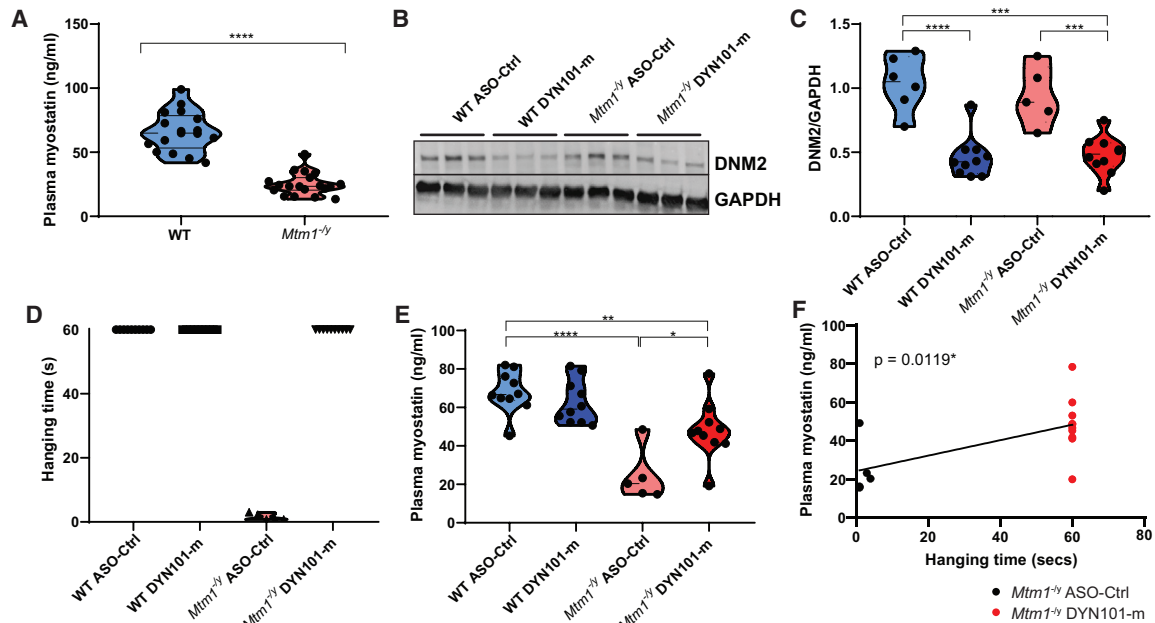 A
Plasma myostatin (ng/ml)
150
100
50
0
****
WT
Mtm1-/y
B
WT ASO-Ctrl
WT DYN101-m
Mtm1-/y ASO-Ctrl
Mtm1-/y DYN101-m
DNM2
GAPDH
C
DNM2/GAPDH
1.5
1.0
0.5
0.0
***
****
***
WT ASO-Ctrl
WT DYN101-m
Mtm1-/y ASO-Ctrl
Mtm1-/y DYN101-m
D
Hanging time (s)
60
40
20
0
WT ASO-Ctrl
WT DYN101-m
Mtm1-/y ASO-Ctrl
Mtm1-/y DYN101-m
E
Plasma myostatin (ng/ml)
100
80
60
40
20
0
**
****
*
WT ASO-Ctrl
WT DYN101-m
Mtm1-/y ASO-Ctrl
Mtm1-/y DYN101-m
F
Plasma myostatin (ng/ml)
100
80
60
40
20
0
p = 0.0119*
0 20 40 60 80
Hanging time (secs)
Mtm1-/y ASO-Ctrl
Mtm1-/y DYN101-m